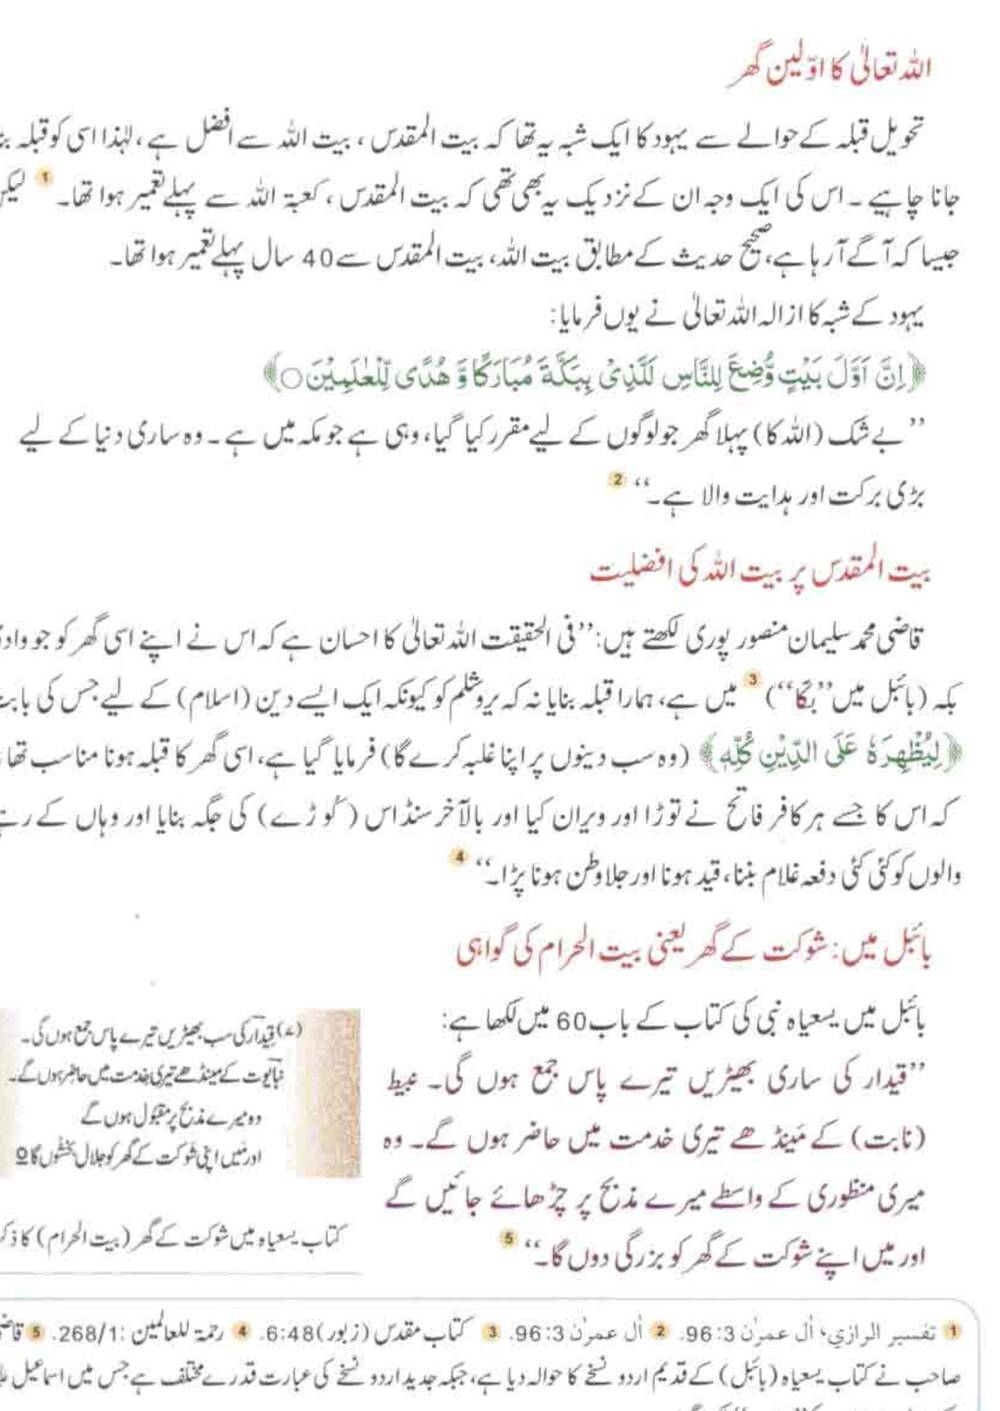 اللہ تعالیٰ کا اوّلین گھر
تحویل قبلہ کے حوالے سے یہود کا ایک شبہ یہ تھا کہ بیت المقدس ، بیت اللہ سے افضل ہے ، لہٰذا اسی کو قبلہ
جانا چاہیے ۔ اس کی ایک وجہ ان کے نزدیک یہ بھی تھی کہ بیت المقدس ، کعبۃ اللہ سے پہلے تعمیر ہوا تھا۔ 1
جیسا کہ آگے آرہا ہے، صحیح حدیث کے مطابق بیت اللہ، بیت المقدس سے 40 سال پہلے تعمیر ہوا تھا۔
یہود کے شبہ کا ازالہ اللہ تعالیٰ نے یوں فرمایا:
﴿اِنَّ اَوَّلَ بَیْتٍ وُّضِعَ لِلنَّاسِ لَلَّذِیْ بِبَکَّةَ مُبَارَکًا وَّ هُدًی لِّلْعٰلَمِیْنَ○﴾
’’بے شک (اللہ کا) پہلا گھر جو لوگوں کے لیے مقرر کیا گیا، وہی ہے جو مکہ میں ہے ۔ وہ ساری دنیا کے لیے
بڑی برکت اور ہدایت والا ہے۔‘‘ 2
بیت المقدس پر بیت اللہ کی افضلیت
قاضی محمد سلیمان منصور پوری لکھتے ہیں: ’’فی الحقیقت اللہ تعالیٰ کا احسان ہے کہ اس نے اپنے اسی گھر کو جو
بکہ (بائبل میں ’’بکا‘‘) 3 میں ہے، ہمارا قبلہ بنایا نہ کہ یروشلم کو کیونکہ ایک ایسے دین (اسلام) کے لیے جس کی
﴿لِیُظْهِرَهٗ عَلَی الدِّیْنِ کُلِّهٖ﴾ (وہ سب دینوں پر اپنا غلبہ کرے گا) فرمایا گیا ہے، اسی گھر کا قبلہ ہونا مناسب تھا
کہ اس کا جسے ہر کافر فاتح نے توڑا اور ویران کیا اور بالآخر سنڈاس (کُوڑے) کی جگہ بنایا اور وہاں کے
والوں کو کئی کئی دفعہ غلام بننا، قید ہونا اور جلا وطن ہونا پڑا۔‘‘ 4
بائبل میں: شوکت کے گھر یعنی بیت الحرام کی گواہی
بائبل میں یسعیاہ نبی کی کتاب کے باب 60 میں لکھا ہے:
’’قیدار کی ساری بھیڑیں تیرے پاس جمع ہوں گی۔ عبیط
(نابت) کے مَینڈھے تیری خدمت میں حاضر ہوں گے۔ وہ
میری منظوری کے واسطے میرے مذبح پر چڑھائے جائیں گے
اور میں اپنے شوکت کے گھر کو بزرگی دوں گا۔‘‘ 5
(۷) قیدار کی سب بھیڑیں تیرے پاس جمع ہوں گی۔
نبایوت کے مینڈھے تیری خدمت میں حاضر ہوں گے۔
وہ میرے مذبح پر مقبول ہوں گے
اور میں اپنی شوکت کے گھر کو جلال بخشوں گا
کتاب یسعیاہ میں شوکت کے گھر (بیت الحرام) کا
1 تفسیر الرازي، اٰل عمرٰن 96:3. 2 اٰل عمرٰن 96:3. 3 کتاب مقدس (زبور) 6:48. 4 رحمۃ للعالمین: 268/1. 5
صاحب نے کتاب یسعیاہ (بائبل) کے قدیم اردو نسخے کا حوالہ دیا ہے، جبکہ جدید اردو نسخے کی عبارت قدرے مختلف ہے جس میں اسماعیل